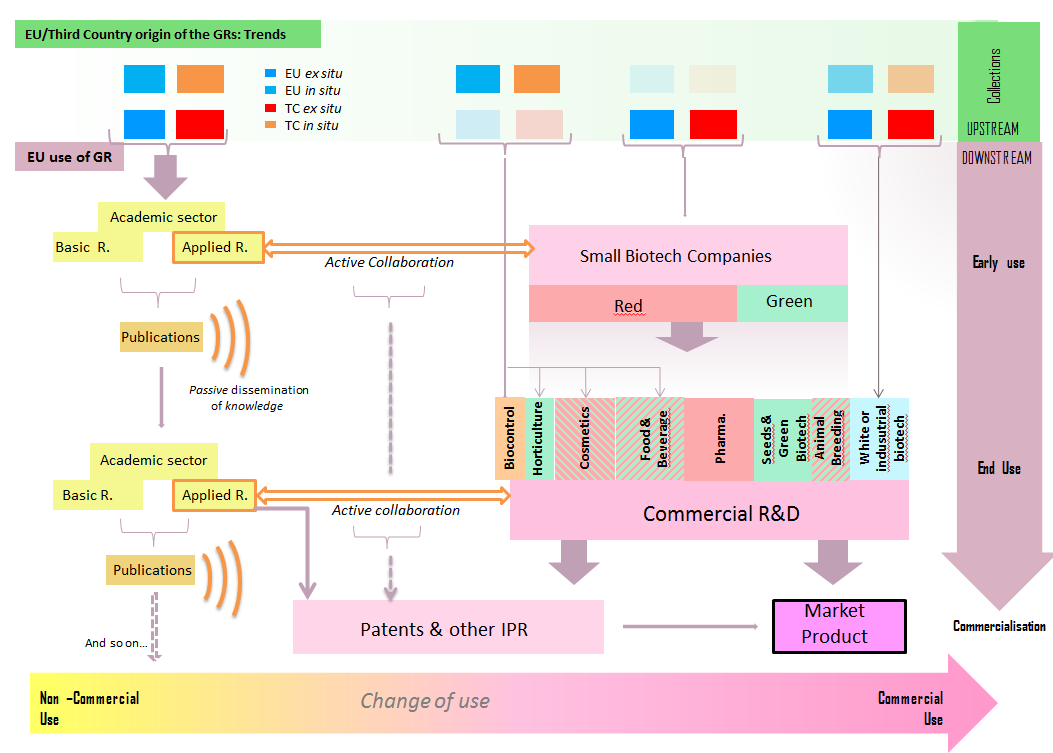 EU/Third Country origin of the GRs: Trends
EU ex situ
EU in situ
TC ex situ
TC in situ
Collections
UPSTREAM
EU use of GR
DOWNSTREAM
Academic sector
Basic R.
Applied R.
Active Collaboration
Small Biotech Companies
Red
Green
Early use
Publications
Passive dissemination
of knowledge
Biocontrol
Horticulture
Cosmetics
Food &
Beverage
Pharma.
Seeds &
Green
biotech
Animal
Breeding
White or
indusutrial
biotech
Academic sector
Basic R.
Applied R.
Active collaboration
Commercial R&D
End Use
Publications
And so on...
Patents & other IPR
Market
Product
Commercialisation
Non -Commercial
Use
Change of use
Commercial
Use